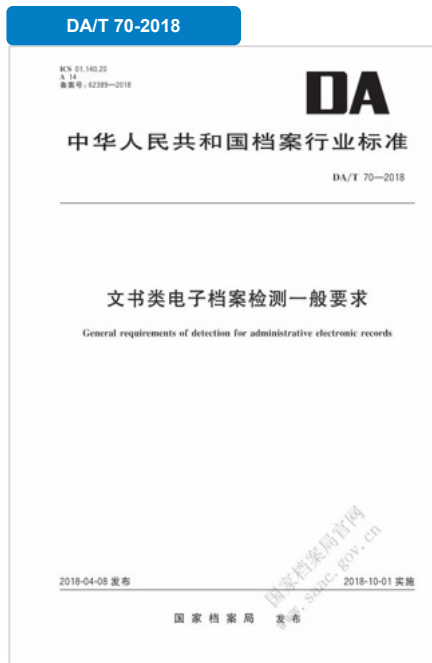 DA/T 70-2018
ICS 01.140.20
A 14
备案号:62389—2018
DA
中华人民共和国档案行业标准
DA/T 70—2018
文书类电子档案检测一般要求
General requirements of detection for administrative electronic records
国家档案局官网
www.saac.gov.cn
2018-04-08 发布
2018-10-01 实施
国家档案局 发布